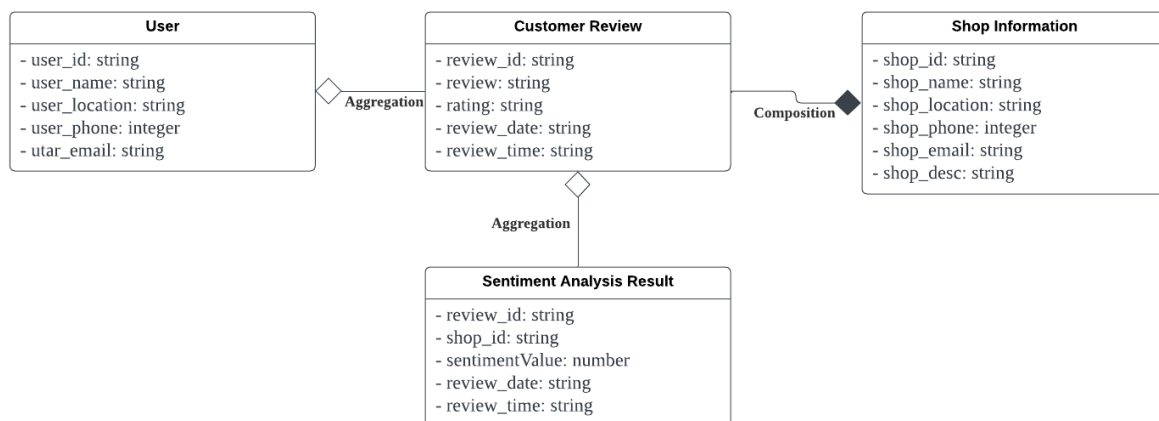 User
- user_id: string
- user_name: string
- user_location: string
- user_phone: integer
- utar_email: string
Aggregation
Customer Review
- review_id: string
- review: string
- rating: string
- review_date: string
- review_time: string
Composition
Shop Information
- shop_id: string
- shop_name: string
- shop_location: string
- shop_phone: integer
- shop_email: string
- shop_desc: string
Aggregation
Sentiment Analysis Result
- review_id: string
- shop_id: string
- sentimentValue: number
- review_date: string
- review_time: string